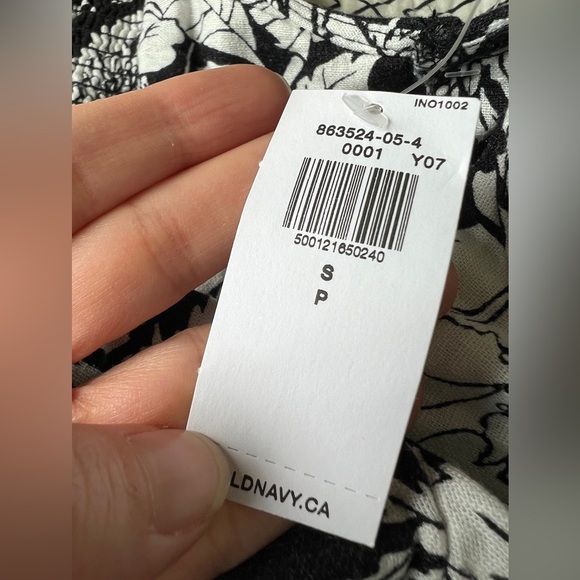 INO1002
863524-05-4
0001 Y07
500121650240
S
P
LDNAVY.CA